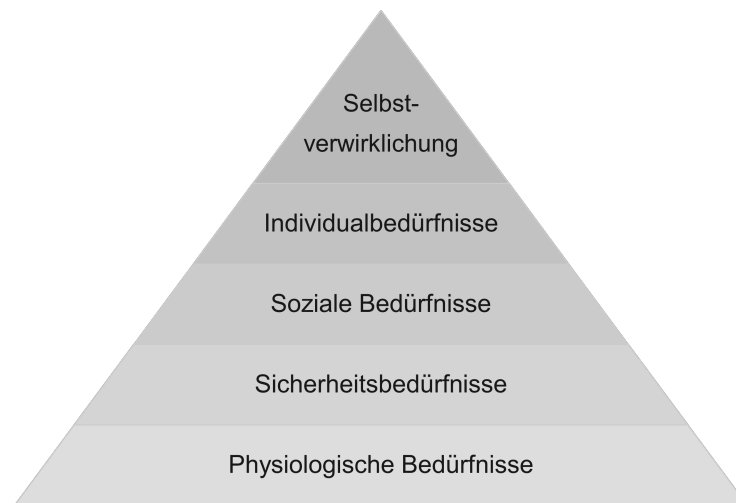 Selbst-
verwirklichung
Individualbedürfnisse
Soziale Bedürfnisse
Sicherheitsbedürfnisse
Physiologische Bedürfnisse